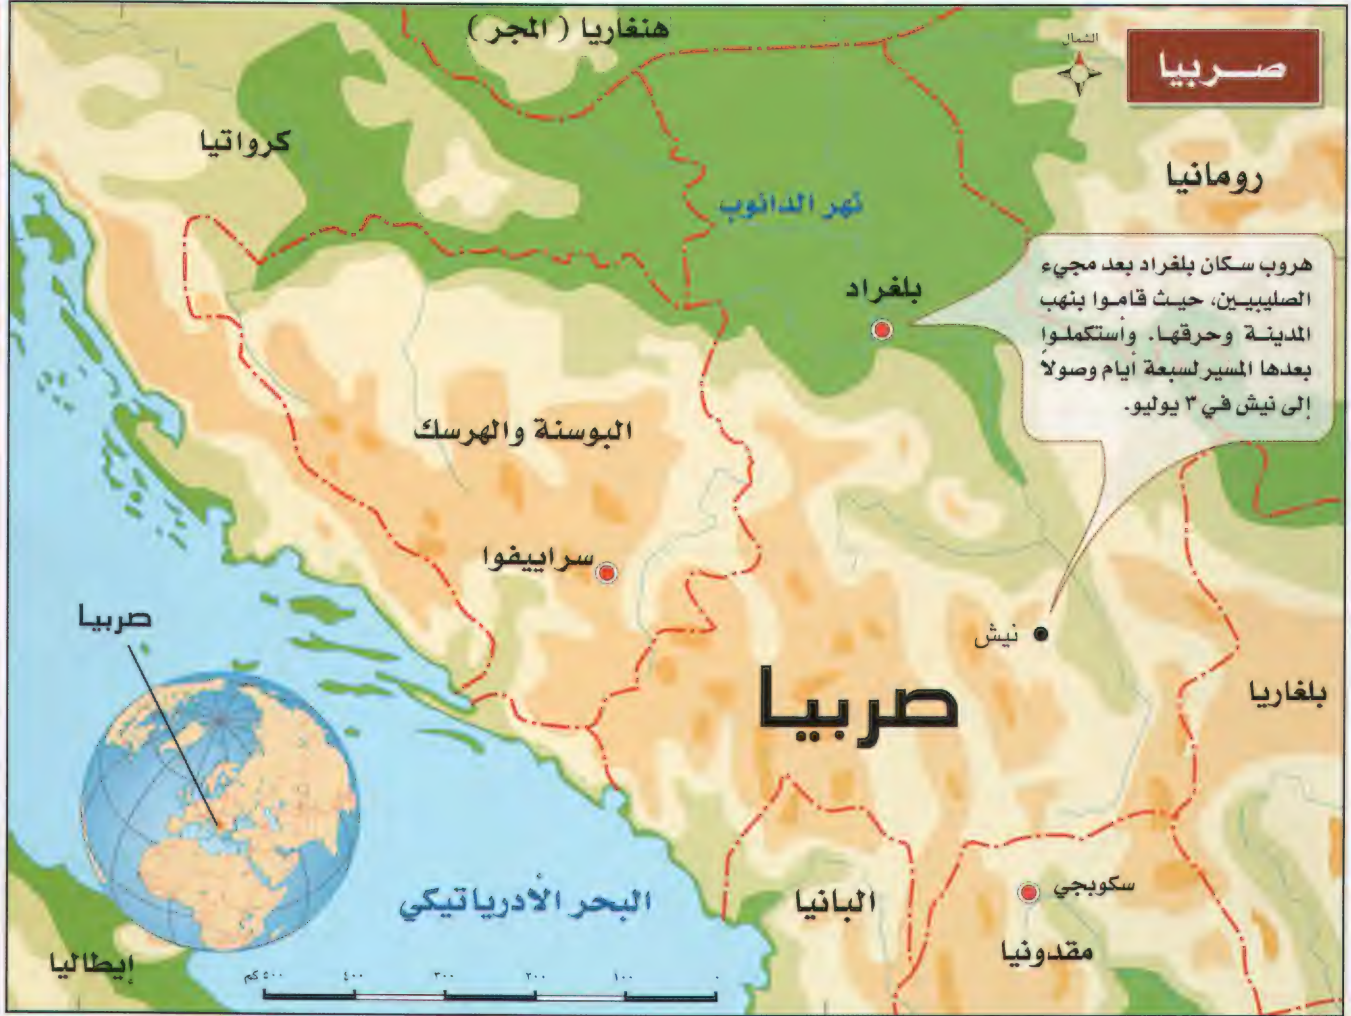 صربيا
الشمال
هنغاريا ( المجر )
كرواتيا
رومانيا
نهر الدانوب
بلغراد
هروب سكان بلغراد بعد مجيء
الصليبيين، حيث قاموا بنهب
المدينة وحرقها. وأستكملوا
بعدها المسير لسبعة أيام وصولاً
إلى نيش في ٣ يوليو.
البوسنة والهرسك
سراييفوا
نيش
صربيا
صربيا
بلغاريا
البحر الأدرياتيكي
البانيا
سكوبجي
مقدونيا
إيطاليا
٠ ١٠٠ ٢٠٠ ٣٠٠ ٤٠٠ ٥٠٠ كم